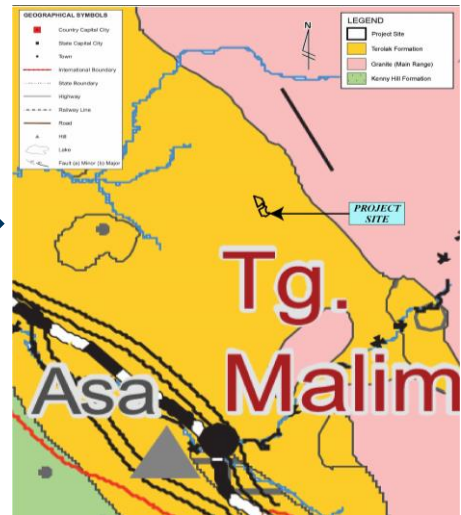 GEOGRAPHICAL SYMBOLS
Country Capital City
State Capital City
Town
International Boundary
State Boundary
Highway
Railway Line
Road
Hill
Lake
Fault (a) Minor (b) Major
N
LEGEND
Project Site
Terolak Formation
Granite (Main Range)
Kenny Hill Formation
PROJECT
SITE
Tg.
Malim
Asa